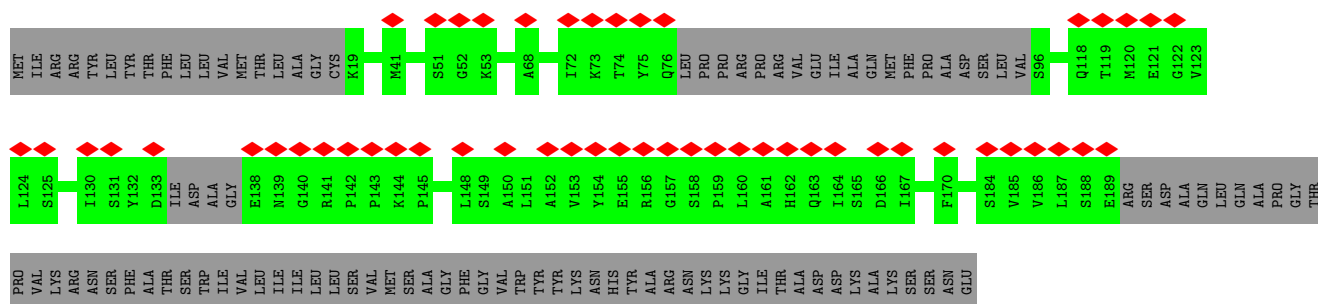 MET ILE ARG ARG TYR LEU TYR THR PHE LEU LEU VAL MET THR LEU ALA GLY CYS K19 M41 S51 G52 K53 A68 I72 K73 T74 Y75 Q76 LEU PRO PRO ARG PRO ARG VAL GLU ILE ALA GLN MET PHE PRO ALA ASP SER LEU VAL S96 Q118 T119 M120 E121 G122 V123
L124 S125 I130 S131 Y132 D133 ILE ASP ALA GLY E138 N139 G140 R141 P142 P143 K144 P145 L148 S149 A150 L151 A152 V153 Y154 E155 R156 G157 S158 P159 L160 A161 H162 Q163 I164 S165 D166 I167 F170 S184 V185 V186 L187 S188 E189 ARG SER ASP ALA GLN LEU GLN ALA PRO GLY THR
PRO VAL LYS ARG ASN SER PHE ALA THR SER TRP ILE VAL LEU ILE ILE LEU LEU SER VAL MET SER ALA GLY PHE GLY VAL TRP TYR TYR LYS ASN HIS TYR ALA ARG ASN LYS LYS GLY ILE THR ALA ASP ASP LYS ALA LYS SER SER ASN GLU